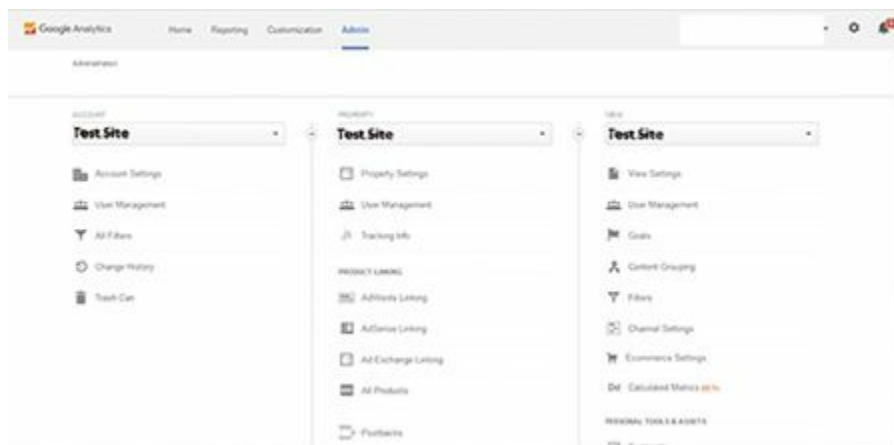 Google Analytics
Home Reporting Customization Admin
Administration
ACCOUNT
Test Site
Account Settings
User Management
All Filters
Change History
Trash Can
PROPERTY
Test Site
Property Settings
User Management
Tracking Info
PRODUCT LINKING
AdWords Linking
AdSense Linking
Ad Exchange Linking
All Products
Postbacks
VIEW
Test Site
View Settings
User Management
Goals
Content Grouping
Filters
Channel Settings
Ecommerce Settings
Dd Calculated Metrics BETA
PERSONAL TOOLS & ASSETS